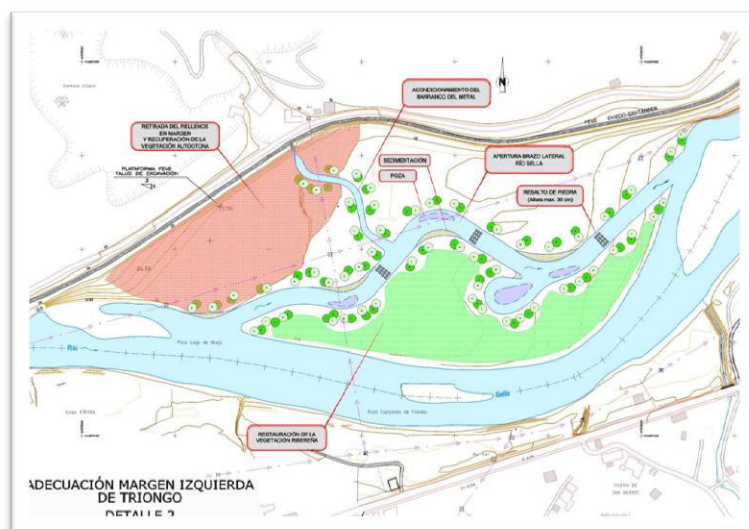 ACONDICIONAMIENTO DEL
BARRANCO DEL METAL
N
FEVE OVIEDO-SANTANDER
RETIRADA DEL RELLENOS
EN MARGEN
Y RECUPERACIÓN DE LA
VEGETACIÓN AUTÓCTONA
SEDIMENTACIÓN
POZA
APERTURA BRAZO LATERAL
RÍO SELLA
RESALTO DE PIEDRA
(Altura max. 30 cm)
PLATAFORMA FEVE
TALUD DE EXCAVACIÓN
Río
Sella
RESTAURACIÓN DE LA
VEGETACIÓN RIBEREÑA
ADECUACIÓN MARGEN IZQUIERDA
DE TRIONGO
DETALLE 2